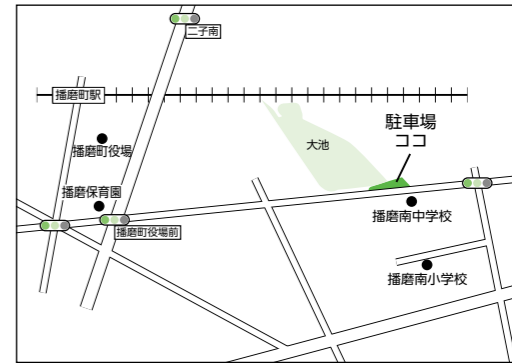 二子南
播磨町駅
播磨町役場
大池
駐車場
ココ
播磨保育園
播磨町役場前
播磨南中学校
播磨南小学校